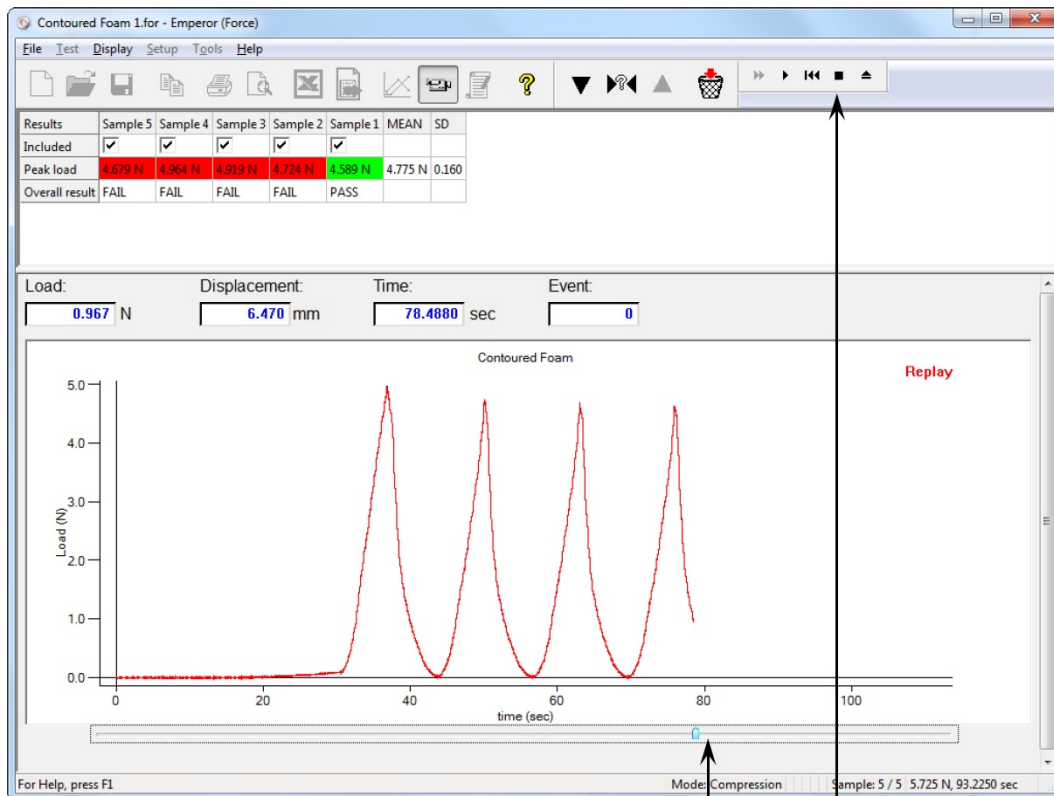 Contoured Foam 1.for - Emperor (Force)
File Test Display Setup Tools Help
Results Sample 5 Sample 4 Sample 3 Sample 2 Sample 1 MEAN SD
Included
Peak load 4.679 N 4.964 N 4.919 N 4.724 N 4.589 N 4.775 N 0.160
Overall result FAIL FAIL FAIL FAIL PASS
Load: Displacement: Time: Event:
0.967 N 6.470 mm 78.4880 sec 0
Contoured Foam
Replay
5.0
4.0
3.0
2.0
1.0
0.0
Load (N)
0 20 40 60 80 100
time (sec)
For Help, press F1 Mode: Compression Sample: 5 / 5 5.725 N, 93.2250 sec